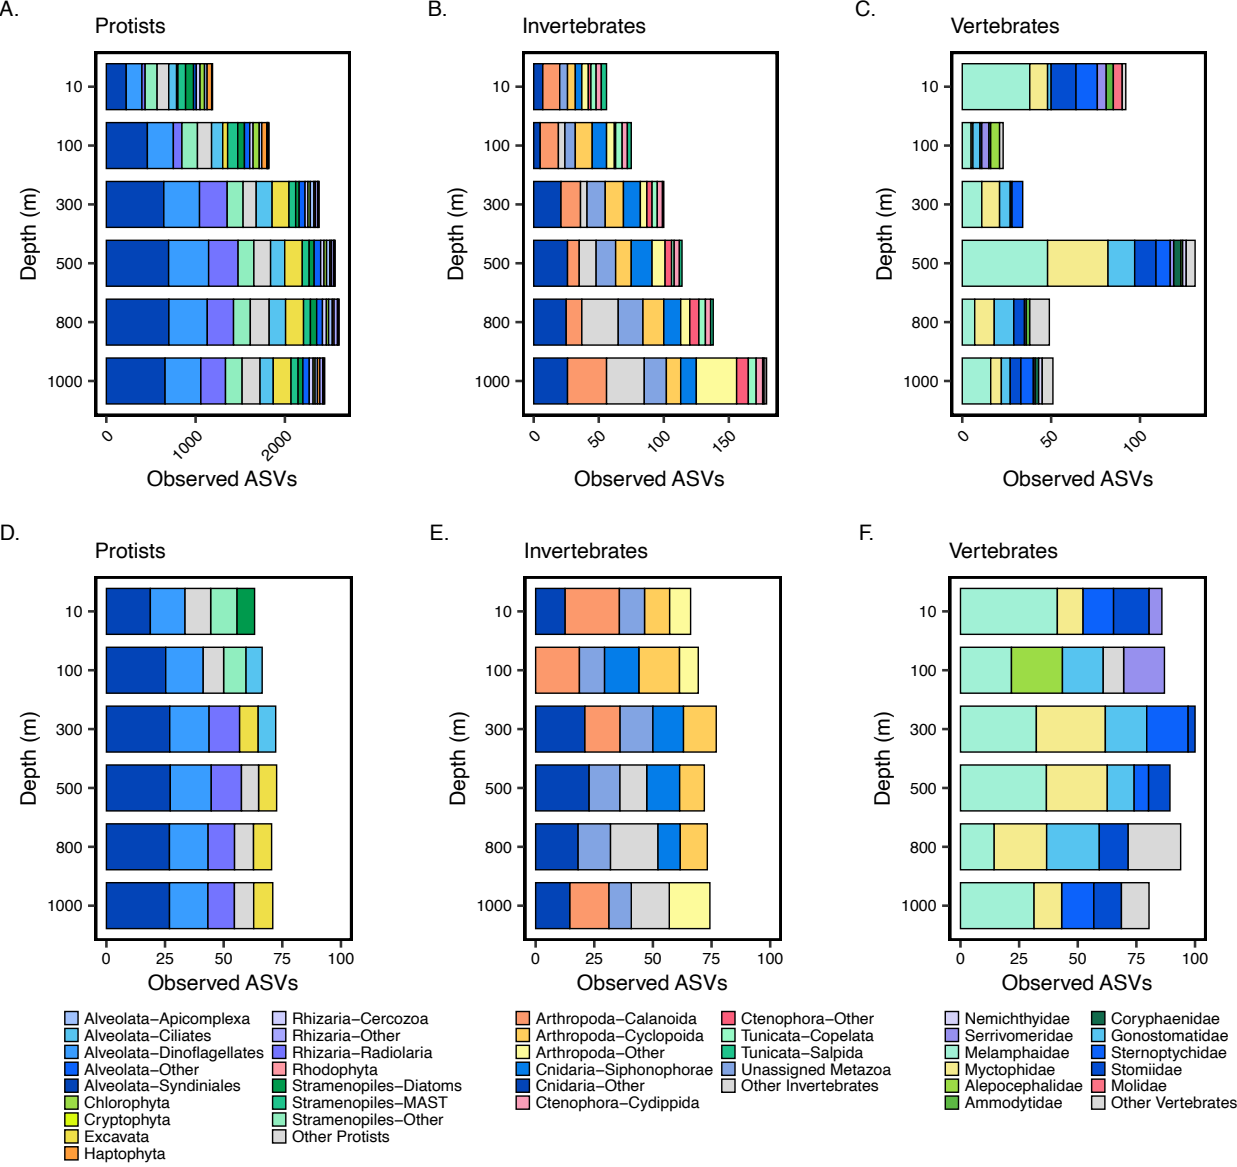 A.
Protists
B.
Invertebrates
C.
Vertebrates
Depth (m)
10
100
300
500
800
1000
0
1000
2000
Observed ASVs
Depth (m)
10
100
300
500
800
1000
0
50
100
150
Observed ASVs
Depth (m)
10
100
300
500
800
1000
0
50
100
Observed ASVs
D.
Protists
E.
Invertebrates
F.
Vertebrates
Depth (m)
10
100
300
500
800
1000
0 25 50 75 100
Observed ASVs
Depth (m)
10
100
300
500
800
1000
0 25 50 75 100
Observed ASVs
Depth (m)
10
100
300
500
800
1000
0 25 50 75 100
Observed ASVs
Alveolata−Apicomplexa
Alveolata−Ciliates
Alveolata−Dinoflagellates
Alveolata−Other
Alveolata−Syndiniales
Chlorophyta
Cryptophyta
Excavata
Haptophyta
Rhizaria−Cercozoa
Rhizaria−Other
Rhizaria−Radiolaria
Rhodophyta
Stramenopiles−Diatoms
Stramenopiles−MAST
Stramenopiles−Other
Other Protists
Arthropoda−Calanoida
Arthropoda−Cyclopoida
Arthropoda−Other
Cnidaria−Siphonophorae
Cnidaria−Other
Ctenophora−Cydippida
Ctenophora−Other
Tunicata−Copelata
Tunicata−Salpida
Unassigned Metazoa
Other Invertebrates
Nemichthyidae
Serrivomeridae
Melamphaidae
Myctophidae
Alepocephalidae
Ammodytidae
Coryphaenidae
Gonostomatidae
Sternoptychidae
Stomiidae
Molidae
Other Vertebrates